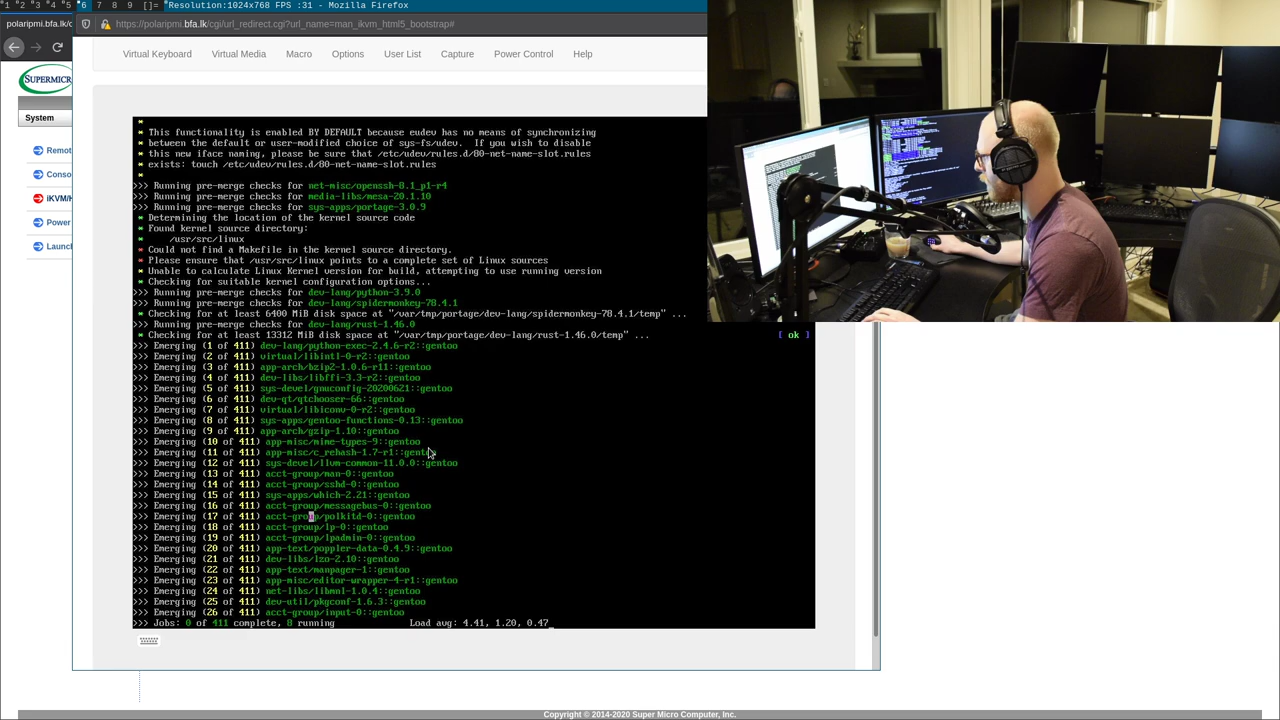 1 2 3 4 5 6 7 8 9 []= Resolution:1024x768 FPS :31 - Mozilla Firefox
polaripmi.bfa.lk/c
https://polaripmi.bfa.lk/cgi/url_redirect.cgi?url_name=man_ikvm_html5_bootstrap#
Virtual Keyboard Virtual Media Macro Options User List Capture Power Control Help
SUPERMICR
System
Remot
Conso
iKVM/H
Power
Launc
*
* This functionality is enabled BY DEFAULT because eudev has no means of synchronizing
* between the default or user-modified choice of sys-fs/udev.  If you wish to disable
* this new iface naming, please be sure that /etc/udev/rules.d/80-net-name-slot.rules
* exists: touch /etc/udev/rules.d/80-net-name-slot.rules
*
>>> Running pre-merge checks for net-misc/openssh-8.1_p1-r4
>>> Running pre-merge checks for media-libs/mesa-20.1.10
>>> Running pre-merge checks for sys-apps/portage-3.0.9
* Determining the location of the kernel source code
* Found kernel source directory:
*     /usr/src/linux
* Could not find a Makefile in the kernel source directory.
* Please ensure that /usr/src/linux points to a complete set of Linux sources
* Unable to calculate Linux Kernel version for build, attempting to use running version
* Checking for suitable kernel configuration options...
>>> Running pre-merge checks for dev-lang/python-3.9.0
>>> Running pre-merge checks for dev-lang/spidermonkey-78.4.1
* Checking for at least 6400 MiB disk space at "/var/tmp/portage/dev-lang/spidermonkey-78.4.1/temp" ...
>>> Running pre-merge checks for dev-lang/rust-1.46.0
* Checking for at least 13312 MiB disk space at "/var/tmp/portage/dev-lang/rust-1.46.0/temp" ... [ ok ]
>>> Emerging (1 of 411) dev-lang/python-exec-2.4.6-r2::gentoo
>>> Emerging (2 of 411) virtual/libintl-0-r2::gentoo
>>> Emerging (3 of 411) app-arch/bzip2-1.0.6-r11::gentoo
>>> Emerging (4 of 411) dev-libs/libffi-3.3-r2::gentoo
>>> Emerging (5 of 411) sys-devel/gnuconfig-20200621::gentoo
>>> Emerging (6 of 411) dev-qt/qtchooser-66::gentoo
>>> Emerging (7 of 411) virtual/libiconv-0-r2::gentoo
>>> Emerging (8 of 411) sys-apps/gentoo-functions-0.13::gentoo
>>> Emerging (9 of 411) app-arch/gzip-1.10::gentoo
>>> Emerging (10 of 411) app-misc/mime-types-9::gentoo
>>> Emerging (11 of 411) app-misc/c_rehash-1.7-r1::gentoo
>>> Emerging (12 of 411) sys-devel/llvm-common-11.0.0::gentoo
>>> Emerging (13 of 411) acct-group/man-0::gentoo
>>> Emerging (14 of 411) acct-group/sshd-0::gentoo
>>> Emerging (15 of 411) sys-apps/which-2.21::gentoo
>>> Emerging (16 of 411) acct-group/messagebus-0::gentoo
>>> Emerging (17 of 411) acct-group/polkitd-0::gentoo
>>> Emerging (18 of 411) acct-group/lp-0::gentoo
>>> Emerging (19 of 411) acct-group/lpadmin-0::gentoo
>>> Emerging (20 of 411) app-text/poppler-data-0.4.9::gentoo
>>> Emerging (21 of 411) dev-libs/lzo-2.10::gentoo
>>> Emerging (22 of 411) app-text/manpager-1::gentoo
>>> Emerging (23 of 411) app-misc/editor-wrapper-4-r1::gentoo
>>> Emerging (24 of 411) net-libs/libmnl-1.0.4::gentoo
>>> Emerging (25 of 411) dev-util/pkgconf-1.6.3::gentoo
>>> Emerging (26 of 411) acct-group/input-0::gentoo
>>> Jobs: 0 of 411 complete, 8 running Load avg: 4.41, 1.20, 0.47_
Copyright © 2014-2020 Super Micro Computer, Inc.